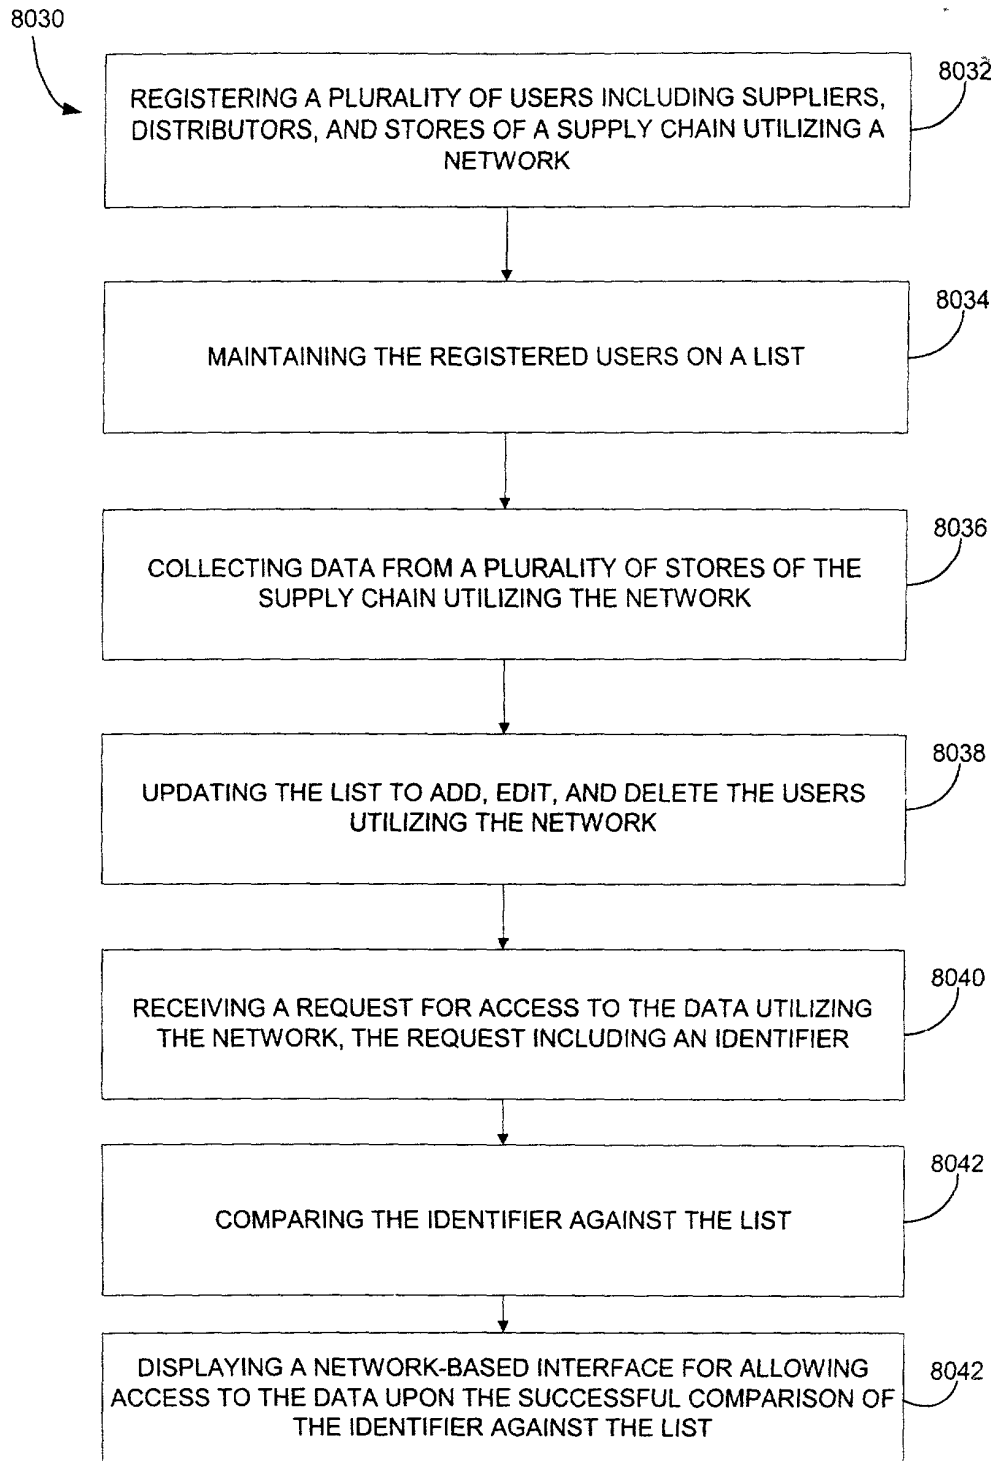 8030
8032
REGISTERING A PLURALITY OF USERS INCLUDING SUPPLIERS,
DISTRIBUTORS, AND STORES OF A SUPPLY CHAIN UTILIZING A
NETWORK
8034
MAINTAINING THE REGISTERED USERS ON A LIST
8036
COLLECTING DATA FROM A PLURALITY OF STORES OF THE
SUPPLY CHAIN UTILIZING THE NETWORK
8038
UPDATING THE LIST TO ADD, EDIT, AND DELETE THE USERS
UTILIZING THE NETWORK
8040
RECEIVING A REQUEST FOR ACCESS TO THE DATA UTILIZING
THE NETWORK, THE REQUEST INCLUDING AN IDENTIFIER
8042
COMPARING THE IDENTIFIER AGAINST THE LIST
8042
DISPLAYING A NETWORK-BASED INTERFACE FOR ALLOWING
ACCESS TO THE DATA UPON THE SUCCESSFUL COMPARISON OF
THE IDENTIFIER AGAINST THE LIST